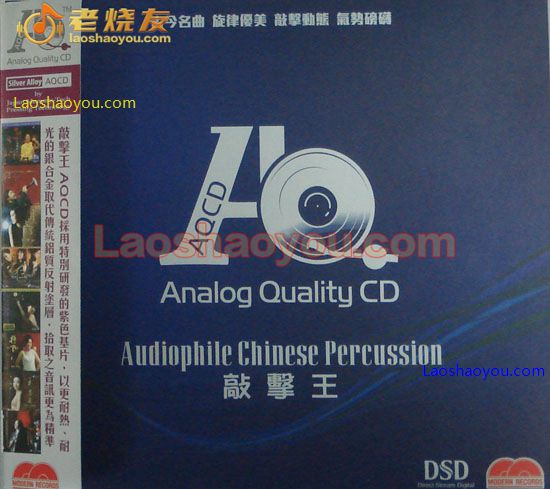 老烧友
laoshaoyou.com
今名曲 旋律優美 敲擊動態 氣勢磅礴
Analog Quality CD
Silver Alloy AQCD
by
Laoshaoyou.com
敲擊王 AQCD採用特別研發的紫色基片，以更耐熱、耐
光的銀合金取代傳統鋁質反射塗層，拾取之音訊更為精準
AQ
AQCD
Laoshaoyou.com
Analog Quality CD
Audiophile Chinese Percussion
敲擊王
Laoshaoyou.com
DSD
Direct Stream Digital
MODERN RECORDS
MODERN RECORDS